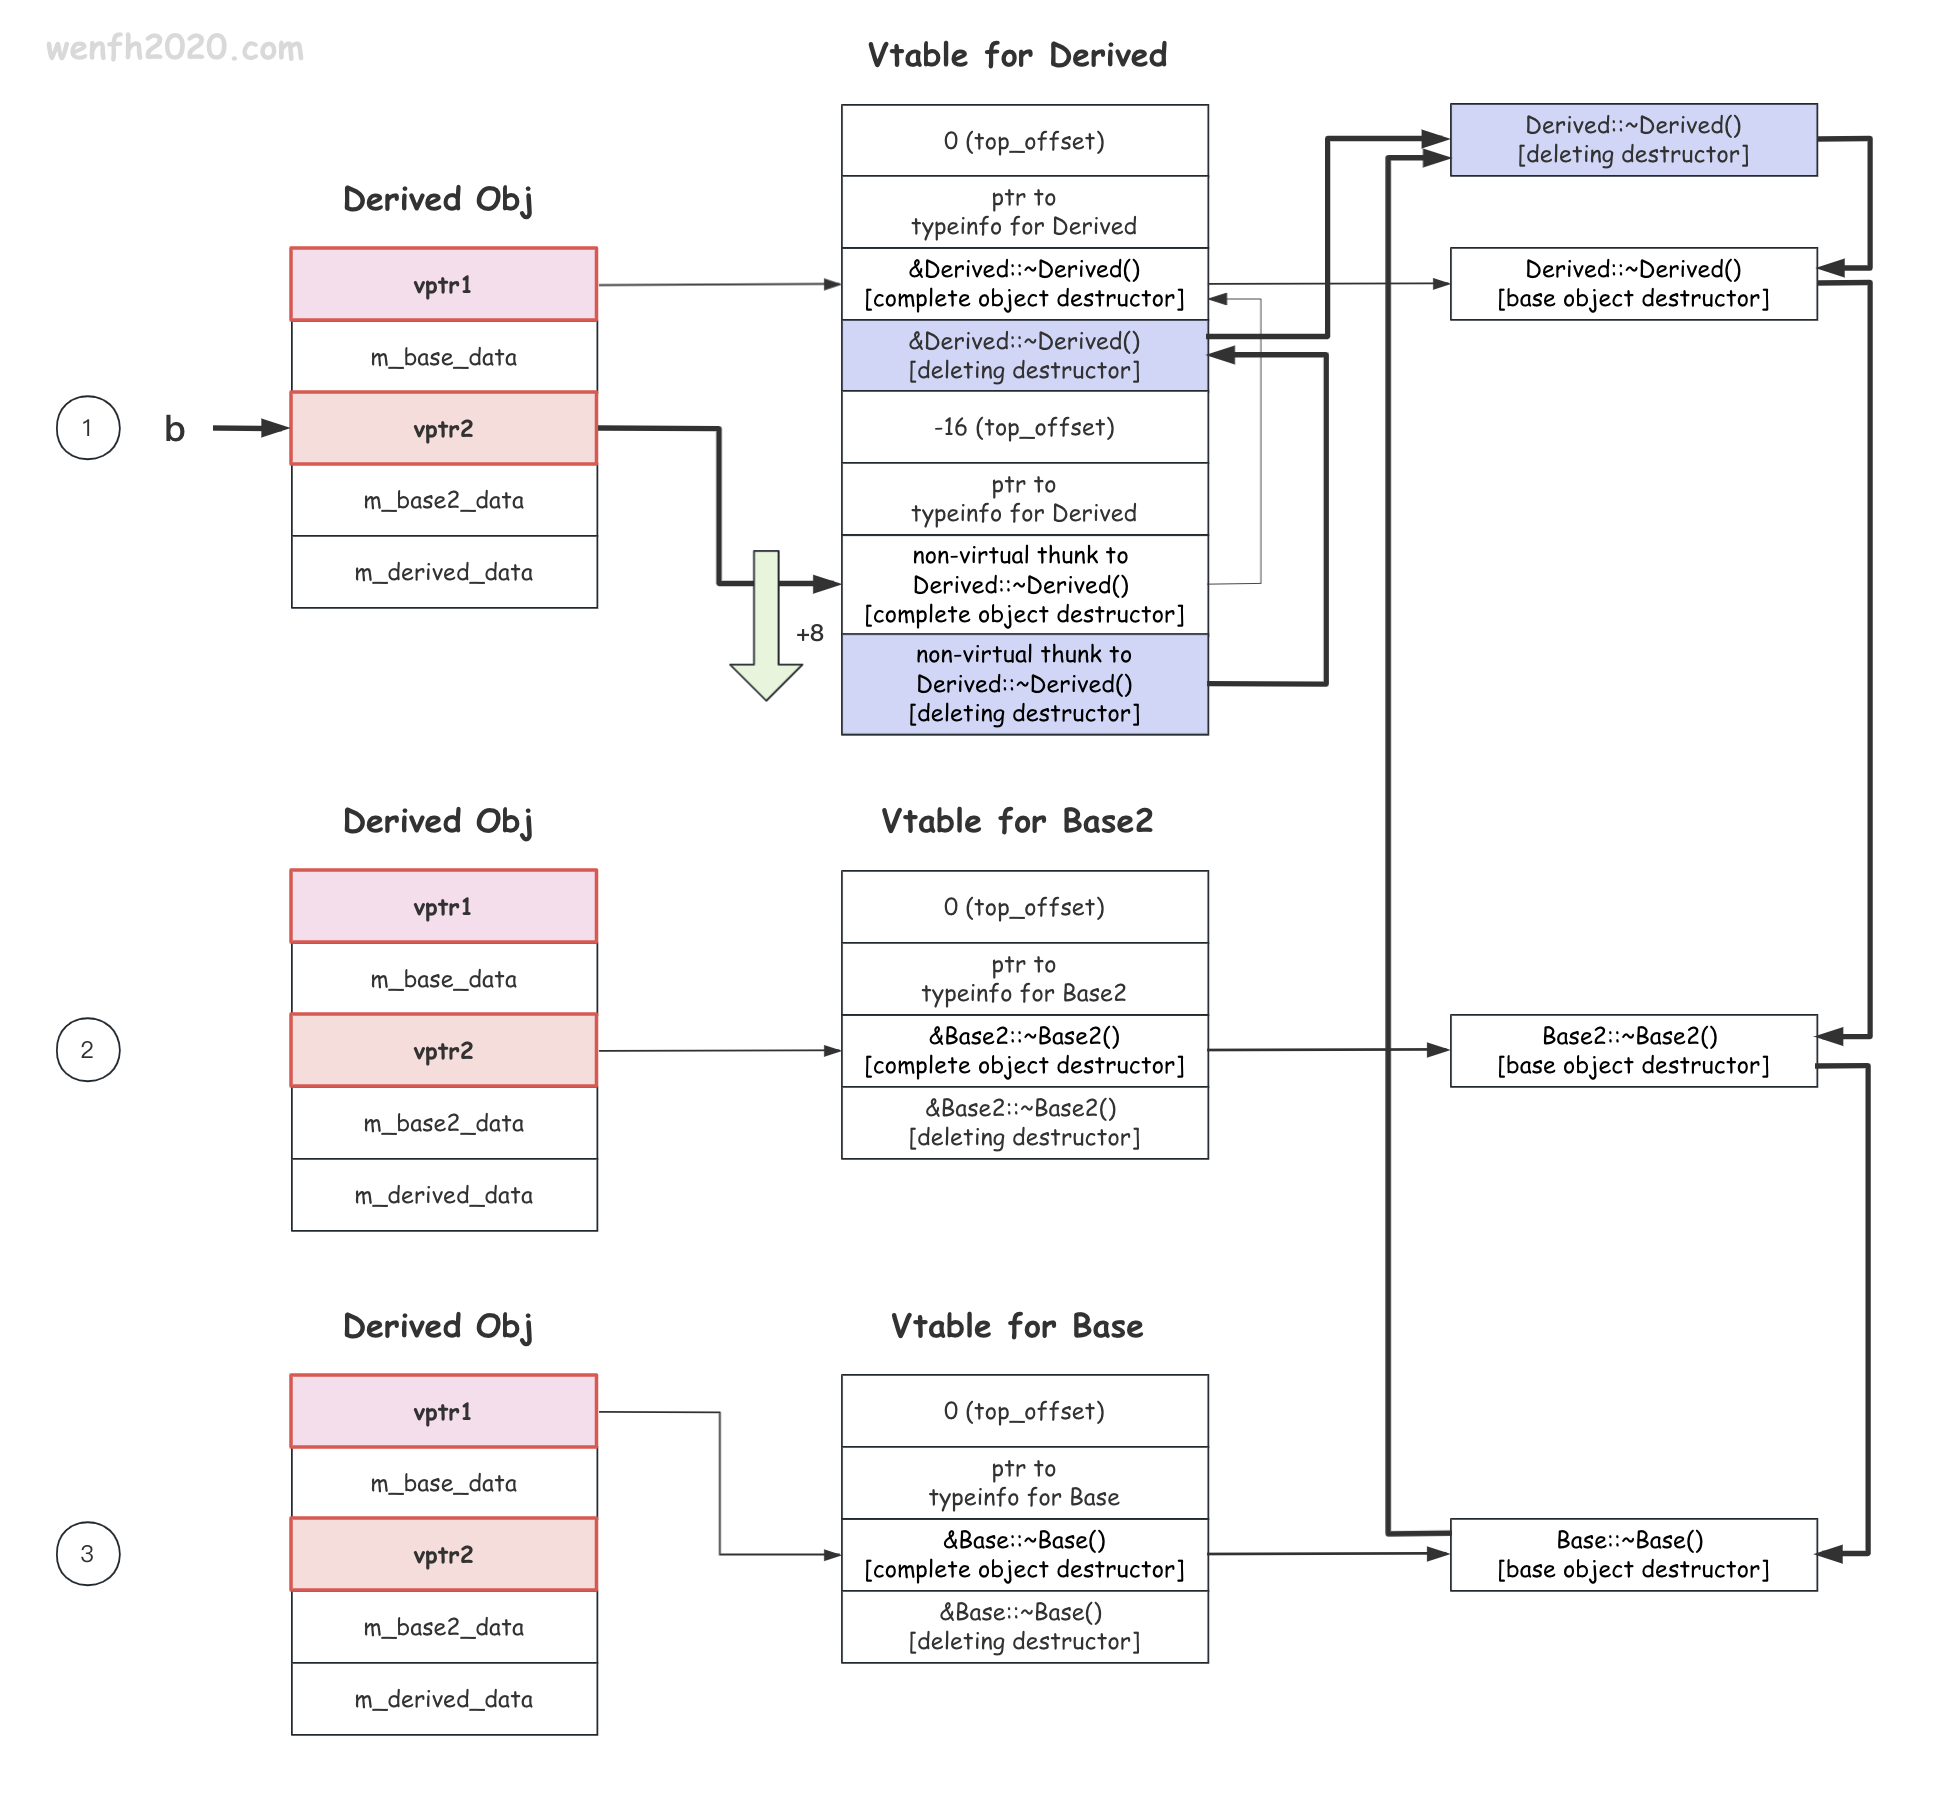 wenfh2020.com
Vtable for Derived
0 (top_offset)
ptr to
typeinfo for Derived
&Derived::~Derived()
[complete object destructor]
&Derived::~Derived()
[deleting destructor]
-16 (top_offset)
ptr to
typeinfo for Derived
non-virtual thunk to
Derived::~Derived()
[complete object destructor]
non-virtual thunk to
Derived::~Derived()
[deleting destructor]
Derived::~Derived()
[deleting destructor]
Derived::~Derived()
[base object destructor]
Derived Obj
vptr1
m_base_data
1
b
vptr2
m_base2_data
m_derived_data
+8
Derived Obj
vptr1
m_base_data
2
vptr2
m_base2_data
m_derived_data
Vtable for Base2
0 (top_offset)
ptr to
typeinfo for Base2
&Base2::~Base2()
[complete object destructor]
&Base2::~Base2()
[deleting destructor]
Base2::~Base2()
[base object destructor]
Derived Obj
vptr1
m_base_data
3
vptr2
m_base2_data
m_derived_data
Vtable for Base
0 (top_offset)
ptr to
typeinfo for Base
&Base::~Base()
[complete object destructor]
&Base::~Base()
[deleting destructor]
Base::~Base()
[base object destructor]